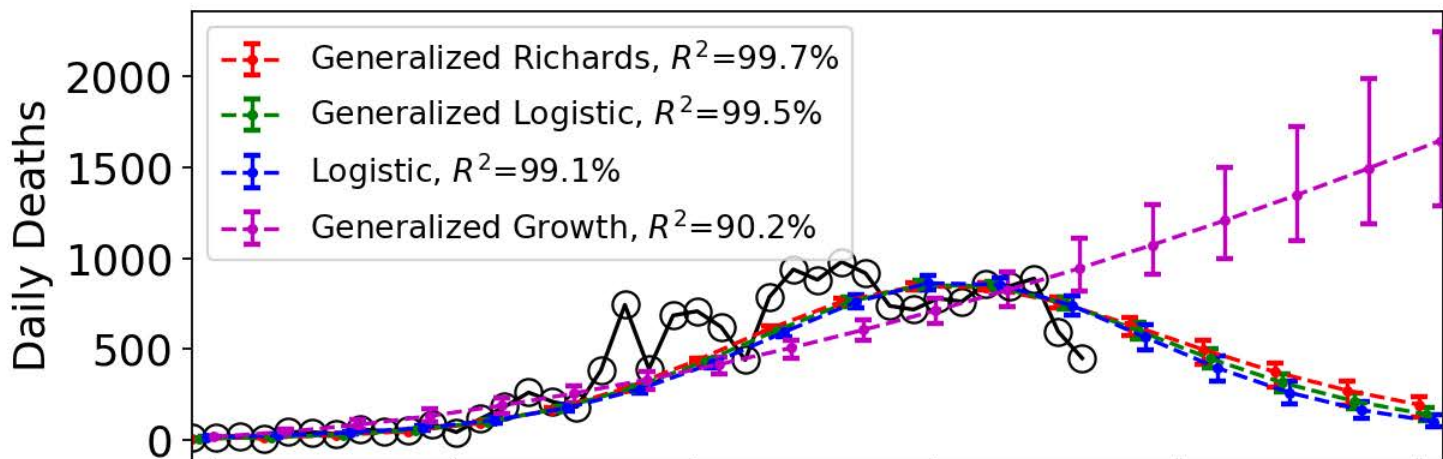 Generalized Richards, R²=99.7%
Generalized Logistic, R²=99.5%
Logistic, R²=99.1%
Generalized Growth, R²=90.2%
Daily Deaths
2000
1500
1000
500
0